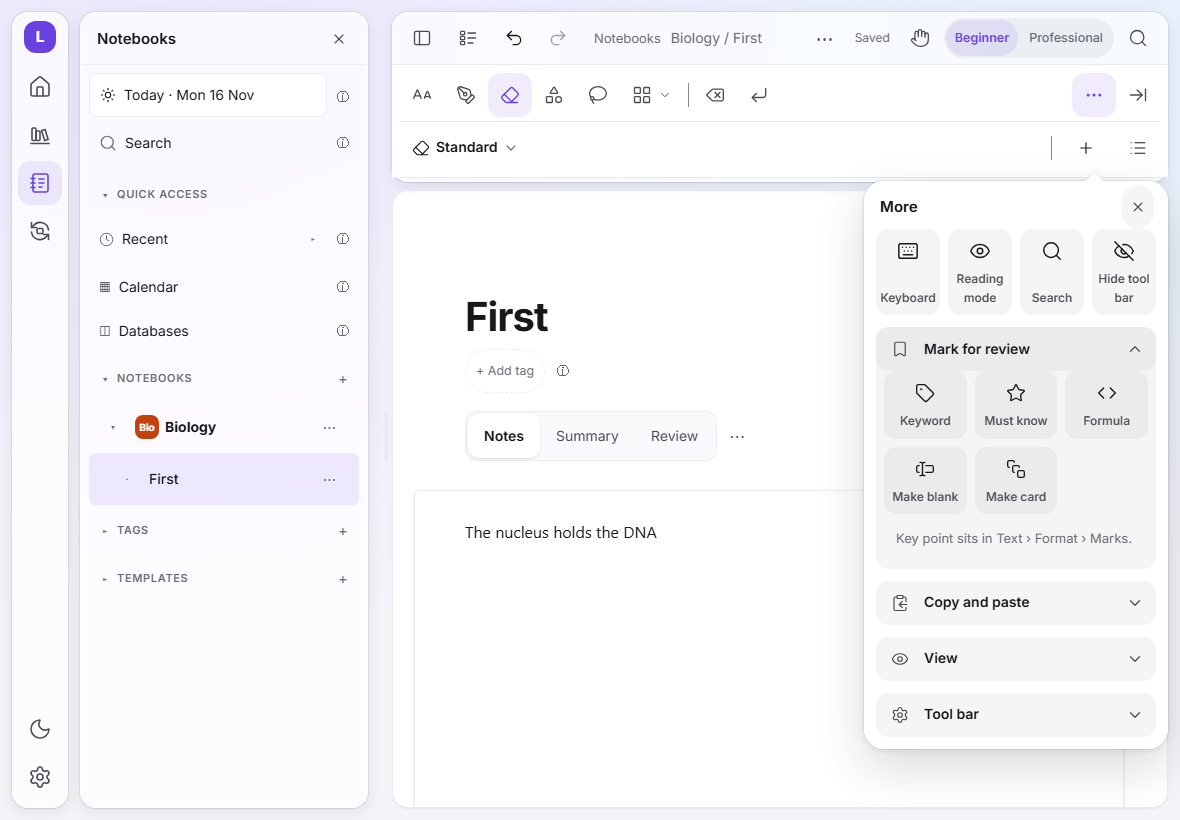 L
Notebooks
Today · Mon 16 Nov
Search
QUICK ACCESS
Recent
Calendar
Databases
NOTEBOOKS
Bio Biology
First
TAGS
TEMPLATES
Notebooks Biology / First
Saved
Beginner Professional
AA
Standard
First
+ Add tag
Notes Summary Review
The nucleus holds the DNA
More
Keyboard
Reading mode
Search
Hide tool bar
Mark for review
Keyword
Must know
Formula
Make blank
Make card
Key point sits in Text › Format › Marks.
Copy and paste
View
Tool bar